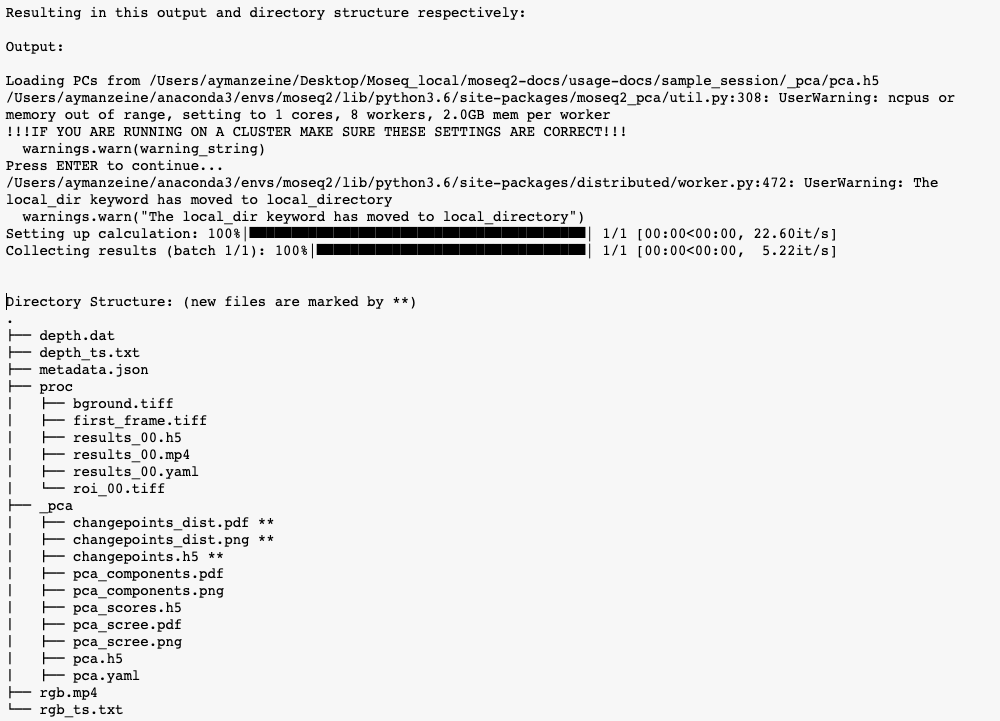 Resulting in this output and directory structure respectively:
Output:
Loading PCs from /Users/aymanzeine/Desktop/Moseq_local/moseq2-docs/usage-docs/sample_session/_pca/pca.h5
/Users/aymanzeine/anaconda3/envs/moseq2/lib/python3.6/site-packages/moseq2_pca/util.py:308: UserWarning: ncpus or
memory out of range, setting to 1 cores, 8 workers, 2.0GB mem per worker
!!!IF YOU ARE RUNNING ON A CLUSTER MAKE SURE THESE SETTINGS ARE CORRECT!!!
  warnings.warn(warning_string)
Press ENTER to continue...
/Users/aymanzeine/anaconda3/envs/moseq2/lib/python3.6/site-packages/distributed/worker.py:472: UserWarning: The
local_dir keyword has moved to local_directory
  warnings.warn("The local_dir keyword has moved to local_directory")
Setting up calculation: 100%|████████████████████| 1/1 [00:00<00:00, 22.60it/s]
Collecting results (batch 1/1): 100%|████████████████| 1/1 [00:00<00:00,  5.22it/s]
Directory Structure: (new files are marked by **)
.
├── depth.dat
├── depth_ts.txt
├── metadata.json
├── proc
│   ├── bground.tiff
│   ├── first_frame.tiff
│   ├── results_00.h5
│   ├── results_00.mp4
│   ├── results_00.yaml
│   └── roi_00.tiff
├── _pca
│   ├── changepoints_dist.pdf **
│   ├── changepoints_dist.png **
│   ├── changepoints.h5 **
│   ├── pca_components.pdf
│   ├── pca_components.png
│   ├── pca_scores.h5
│   ├── pca_scree.pdf
│   ├── pca_scree.png
│   ├── pca.h5
│   ├── pca.yaml
├── rgb.mp4
└── rgb_ts.txt